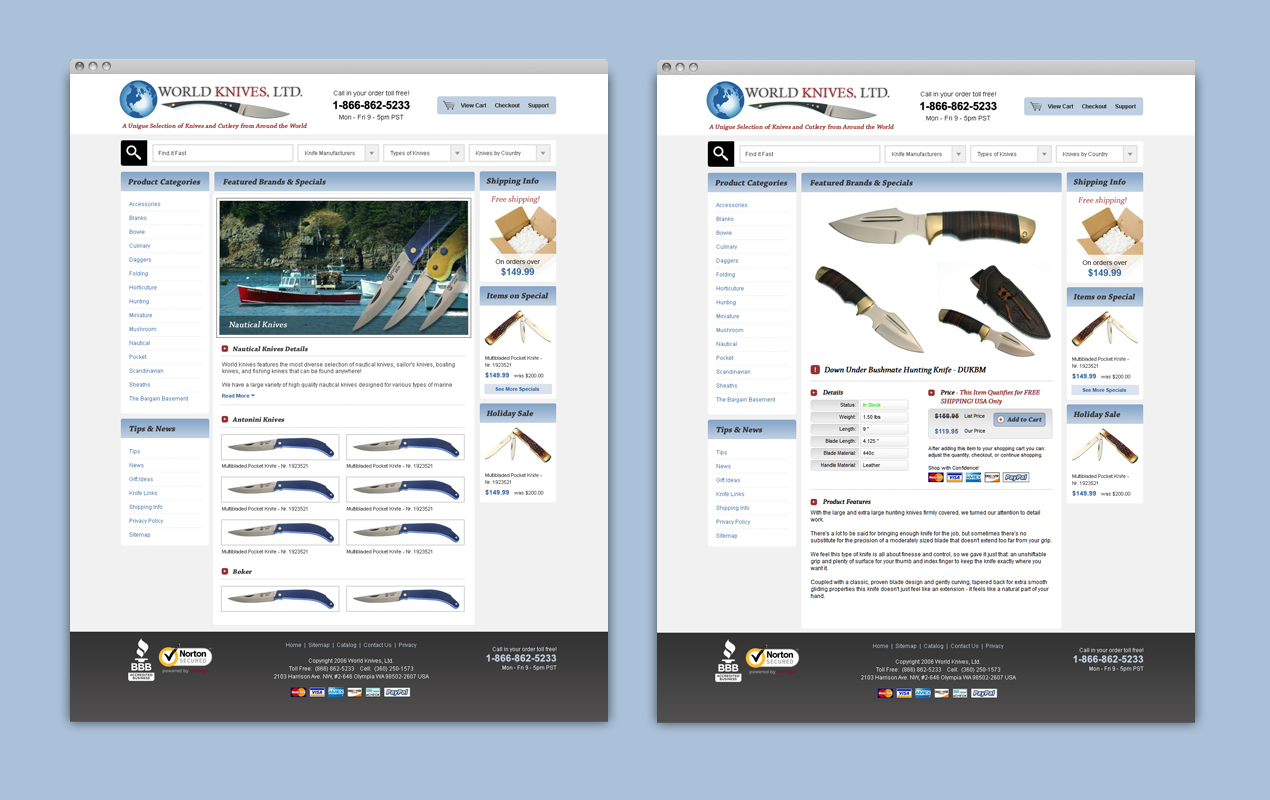 WORLD KNIVES, LTD.
A Unique Selection of Knives and Cutlery from Around the World
Call in your order toll free!
1-866-862-5233
Mon - Fri 9 - 5pm PST
View Cart Checkout Support
Find it Fast
Knife Manufacturers
Types of Knives
Knives by Country
Product Categories
Accessories
Blanks
Bowie
Culinary
Daggers
Folding
Horticulture
Hunting
Miniature
Mushroom
Nautical
Pocket
Scandinavian
Sheaths
The Bargain Basement
Tips & News
Tips
News
Gift Ideas
Knife Links
Shipping Info
Privacy Policy
Sitemap
Featured Brands & Specials
Nautical Knives
Nautical Knives Details
World Knives features the most diverse selection of nautical knives, sailor's knives, boating
knives, and fishing knives that can be found anywhere!
We have a large variety of high quality nautical knives designed for various types of marine
Read More
Antonini Knives
Multibladed Pocket Knife - Nr. 1923521
Multibladed Pocket Knife - Nr. 1923521
Multibladed Pocket Knife - Nr. 1923521
Multibladed Pocket Knife - Nr. 1923521
Multibladed Pocket Knife - Nr. 1923521
Multibladed Pocket Knife - Nr. 1923521
Boker
Shipping Info
Free shipping!
On orders over
$149.99
Items on Special
Multibladed Pocket Knife -
Nr. 1923521
$149.99 was $200.00
See More Specials
Holiday Sale
Multibladed Pocket Knife -
Nr. 1923521
$149.99 was $200.00
BBB
ACCREDITED
BUSINESS
Norton
SECURED
powered by
Home | Sitemap | Catalog | Contact Us | Privacy
Copyright 2006 World Knives, Ltd.
Toll Free: (866) 862-5233 Cell: (360) 250-1573
2103 Harrison Ave. NW, #2-646 Olympia WA 98502-2607 USA
VISA
PayPal
Call in your order toll free!
1-866-862-5233
Mon - Fri 9 - 5pm PST
WORLD KNIVES, LTD.
A Unique Selection of Knives and Cutlery from Around the World
Call in your order toll free!
1-866-862-5233
Mon - Fri 9 - 5pm PST
View Cart Checkout Support
Find it Fast
Knife Manufacturers
Types of Knives
Knives by Country
Product Categories
Accessories
Blanks
Bowie
Culinary
Daggers
Folding
Horticulture
Hunting
Miniature
Mushroom
Nautical
Pocket
Scandinavian
Sheaths
The Bargain Basement
Tips & News
Tips
News
Gift Ideas
Knife Links
Shipping Info
Privacy Policy
Sitemap
Featured Brands & Specials
Down Under Bushmate Hunting Knife - DUKBM
Details
Status: In Stock
Weight: 1.50 lbs
Length: 9 "
Blade Length: 4.125 "
Blade Material: 440c
Handle Material: Leather
Price - This Item Qualifies for FREE
SHIPPING! USA Only
$158.95 List Price
$119.95 Our Price
Add to Cart
After adding this item to your shopping cart you can:
adjust the quantity, checkout, or continue shopping.
Shop with Confidence!
VISA
PayPal
Product Features
With the large and extra large hunting knives firmly covered, we turned our attention to detail
work.
There's a lot to be said for bringing enough knife for the job, but sometimes there's no
substitute for the precision of a moderately sized blade that doesn't extend too far from your grip.
We feel this type of knife is all about finesse and control, so we gave it just that: an unshiftable
grip and plenty of surface for your thumb and index finger to keep the knife exactly where you
want it.
Coupled with a classic, proven blade design and gently curving, tapered back for extra smooth
gliding properties this knife doesn't just feel like an extension - it feels like a natural part of your
hand.
Shipping Info
Free shipping!
On orders over
$149.99
Items on Special
Multibladed Pocket Knife -
Nr. 1923521
$149.99 was $200.00
See More Specials
Holiday Sale
Multibladed Pocket Knife -
Nr. 1923521
$149.99 was $200.00
BBB
ACCREDITED
BUSINESS
Norton
SECURED
powered by
Home | Sitemap | Catalog | Contact Us | Privacy
Copyright 2006 World Knives, Ltd.
Toll Free: (866) 862-5233 Cell: (360) 250-1573
2103 Harrison Ave. NW, #2-646 Olympia WA 98502-2607 USA
VISA
PayPal
Call in your order toll free!
1-866-862-5233
Mon - Fri 9 - 5pm PST